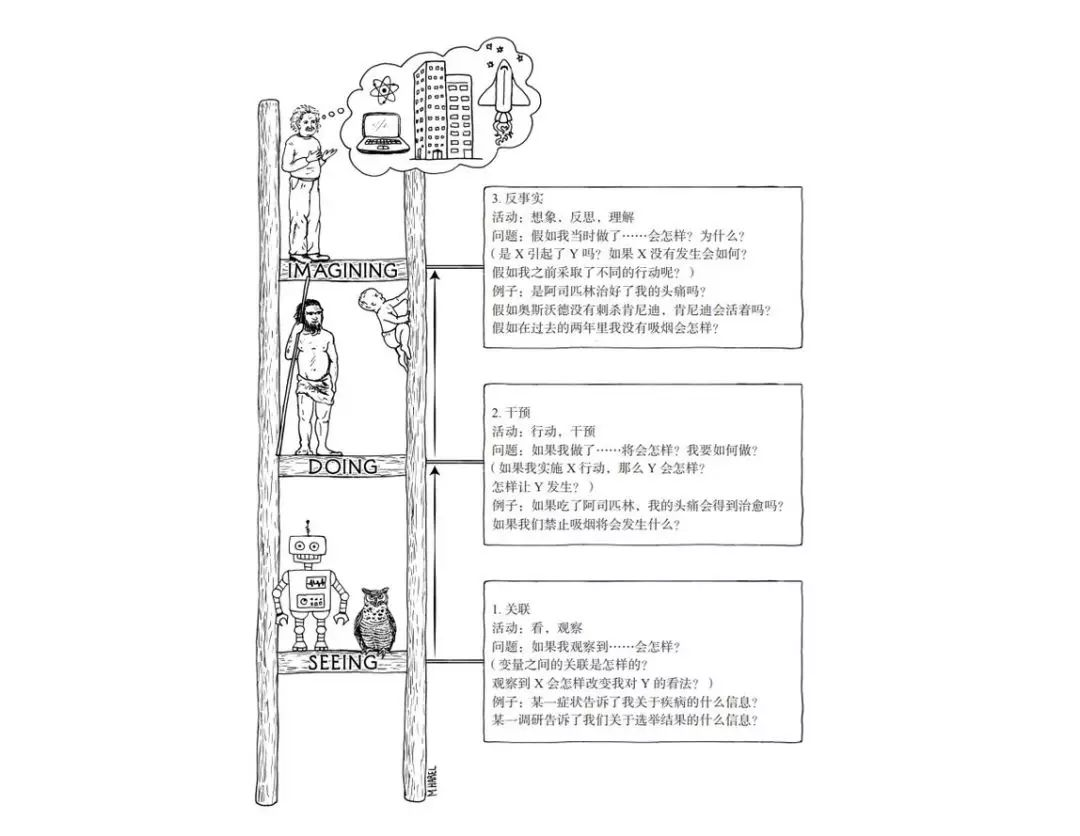 IMAGINING
3. 反事实
活动：想象，反思，理解
问题：假如我当时做了……会怎样？为什么？
（是 X 引起了 Y 吗？如果 X 没有发生会如何？
假如我之前采取了不同的行动呢？）
例子：是阿司匹林治好了我的头痛吗？
假如奥斯沃德没有刺杀肯尼迪，肯尼迪会活着吗？
假如在过去的两年里我没有吸烟会怎样？
DOING
2. 干预
活动：行动，干预
问题：如果我做了……将会怎样？我要如何做？
（如果我实施 X 行动，那么 Y 会怎样？
怎样让 Y 发生？）
例子：如果吃了阿司匹林，我的头痛会得到治愈吗？
如果我们禁止吸烟将会发生什么？
SEEING
1. 关联
活动：看，观察
问题：如果我观察到……会怎样？
（变量之间的关联是怎样的？
观察到 X 会怎样改变我对 Y 的看法？）
例子：某一症状告诉了我关于疾病的什么信息？
某一调研告诉了我们关于选举结果的什么信息？
M.HAREL